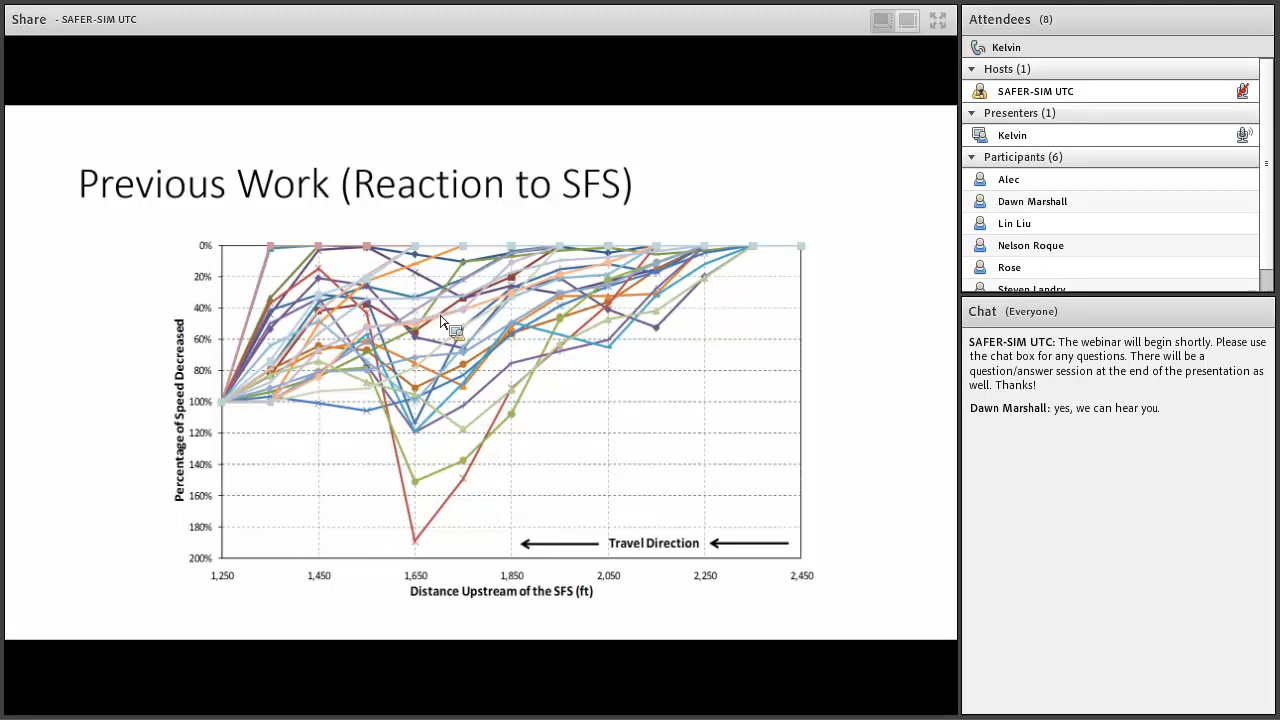 Share - SAFER-SIM UTC
Previous Work (Reaction to SFS)
Percentage of Speed Decreased
0%
20%
40%
60%
80%
100%
120%
140%
160%
180%
200%
Travel Direction
1,250 1,450 1,650 1,850 2,050 2,250 2,450
Distance Upstream of the SFS (ft)
Attendees (8)
Kelvin
Hosts (1)
SAFER-SIM UTC
Presenters (1)
Kelvin
Participants (6)
Alec
Dawn Marshall
Lin Liu
Nelson Roque
Rose
Steven Landry
Chat (Everyone)
SAFER-SIM UTC: The webinar will begin shortly. Please use
the chat box for any questions. There will be a
question/answer session at the end of the presentation as
well. Thanks!
Dawn Marshall: yes, we can hear you.